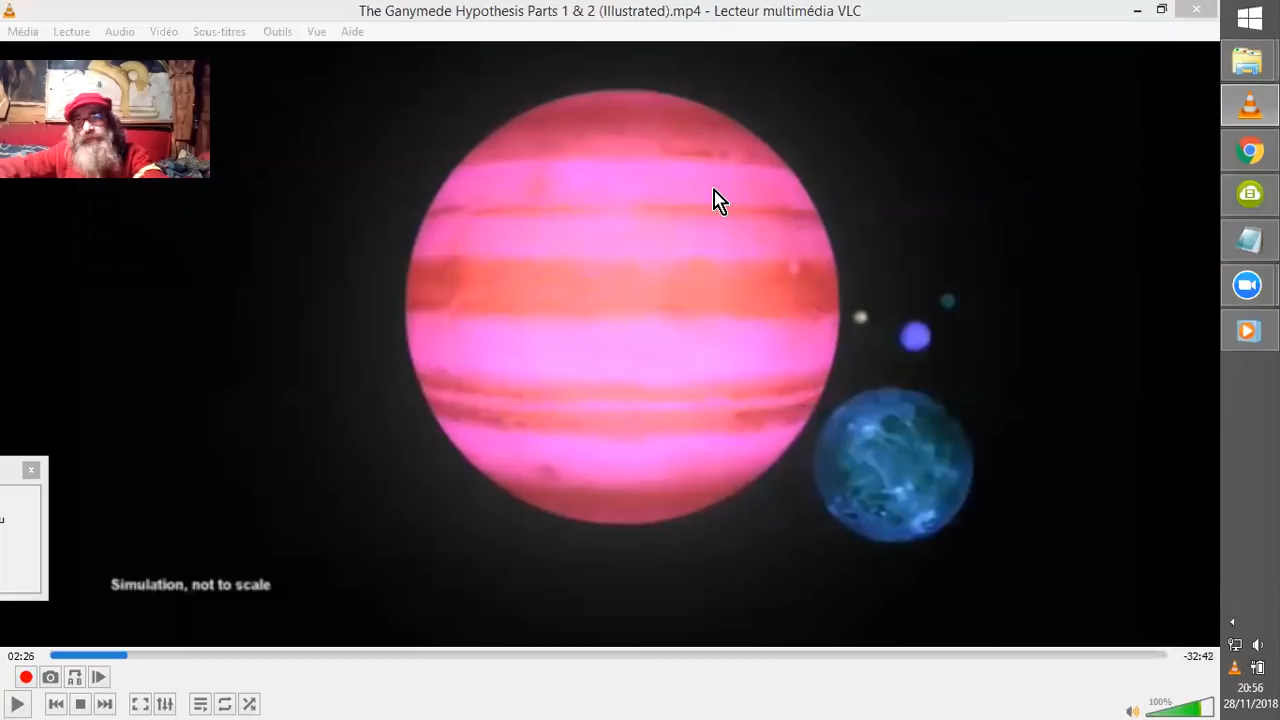 The Ganymede Hypothesis Parts 1 & 2 (Illustrated).mp4 - Lecteur multimédia VLC
Média Lecture Audio Vidéo Sous-titres Outils Vue Aide
x
u
Simulation, not to scale
02:26
-32:42
A B
100%
20:56
28/11/2018